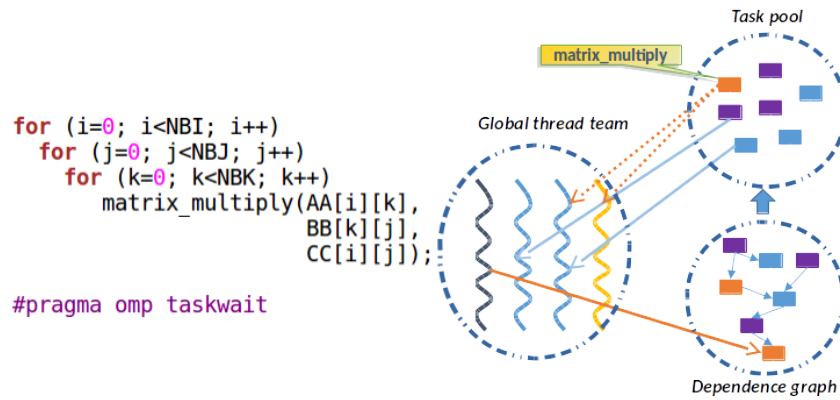 Task pool
matrix_multiply
Global thread team
for (i=0; i<NBI; i++)
for (j=0; j<NBJ; j++)
for (k=0; k<NBK; k++)
matrix_multiply(AA[i][k],
BB[k][j],
CC[i][j]);
#pragma omp taskwait
Dependence graph